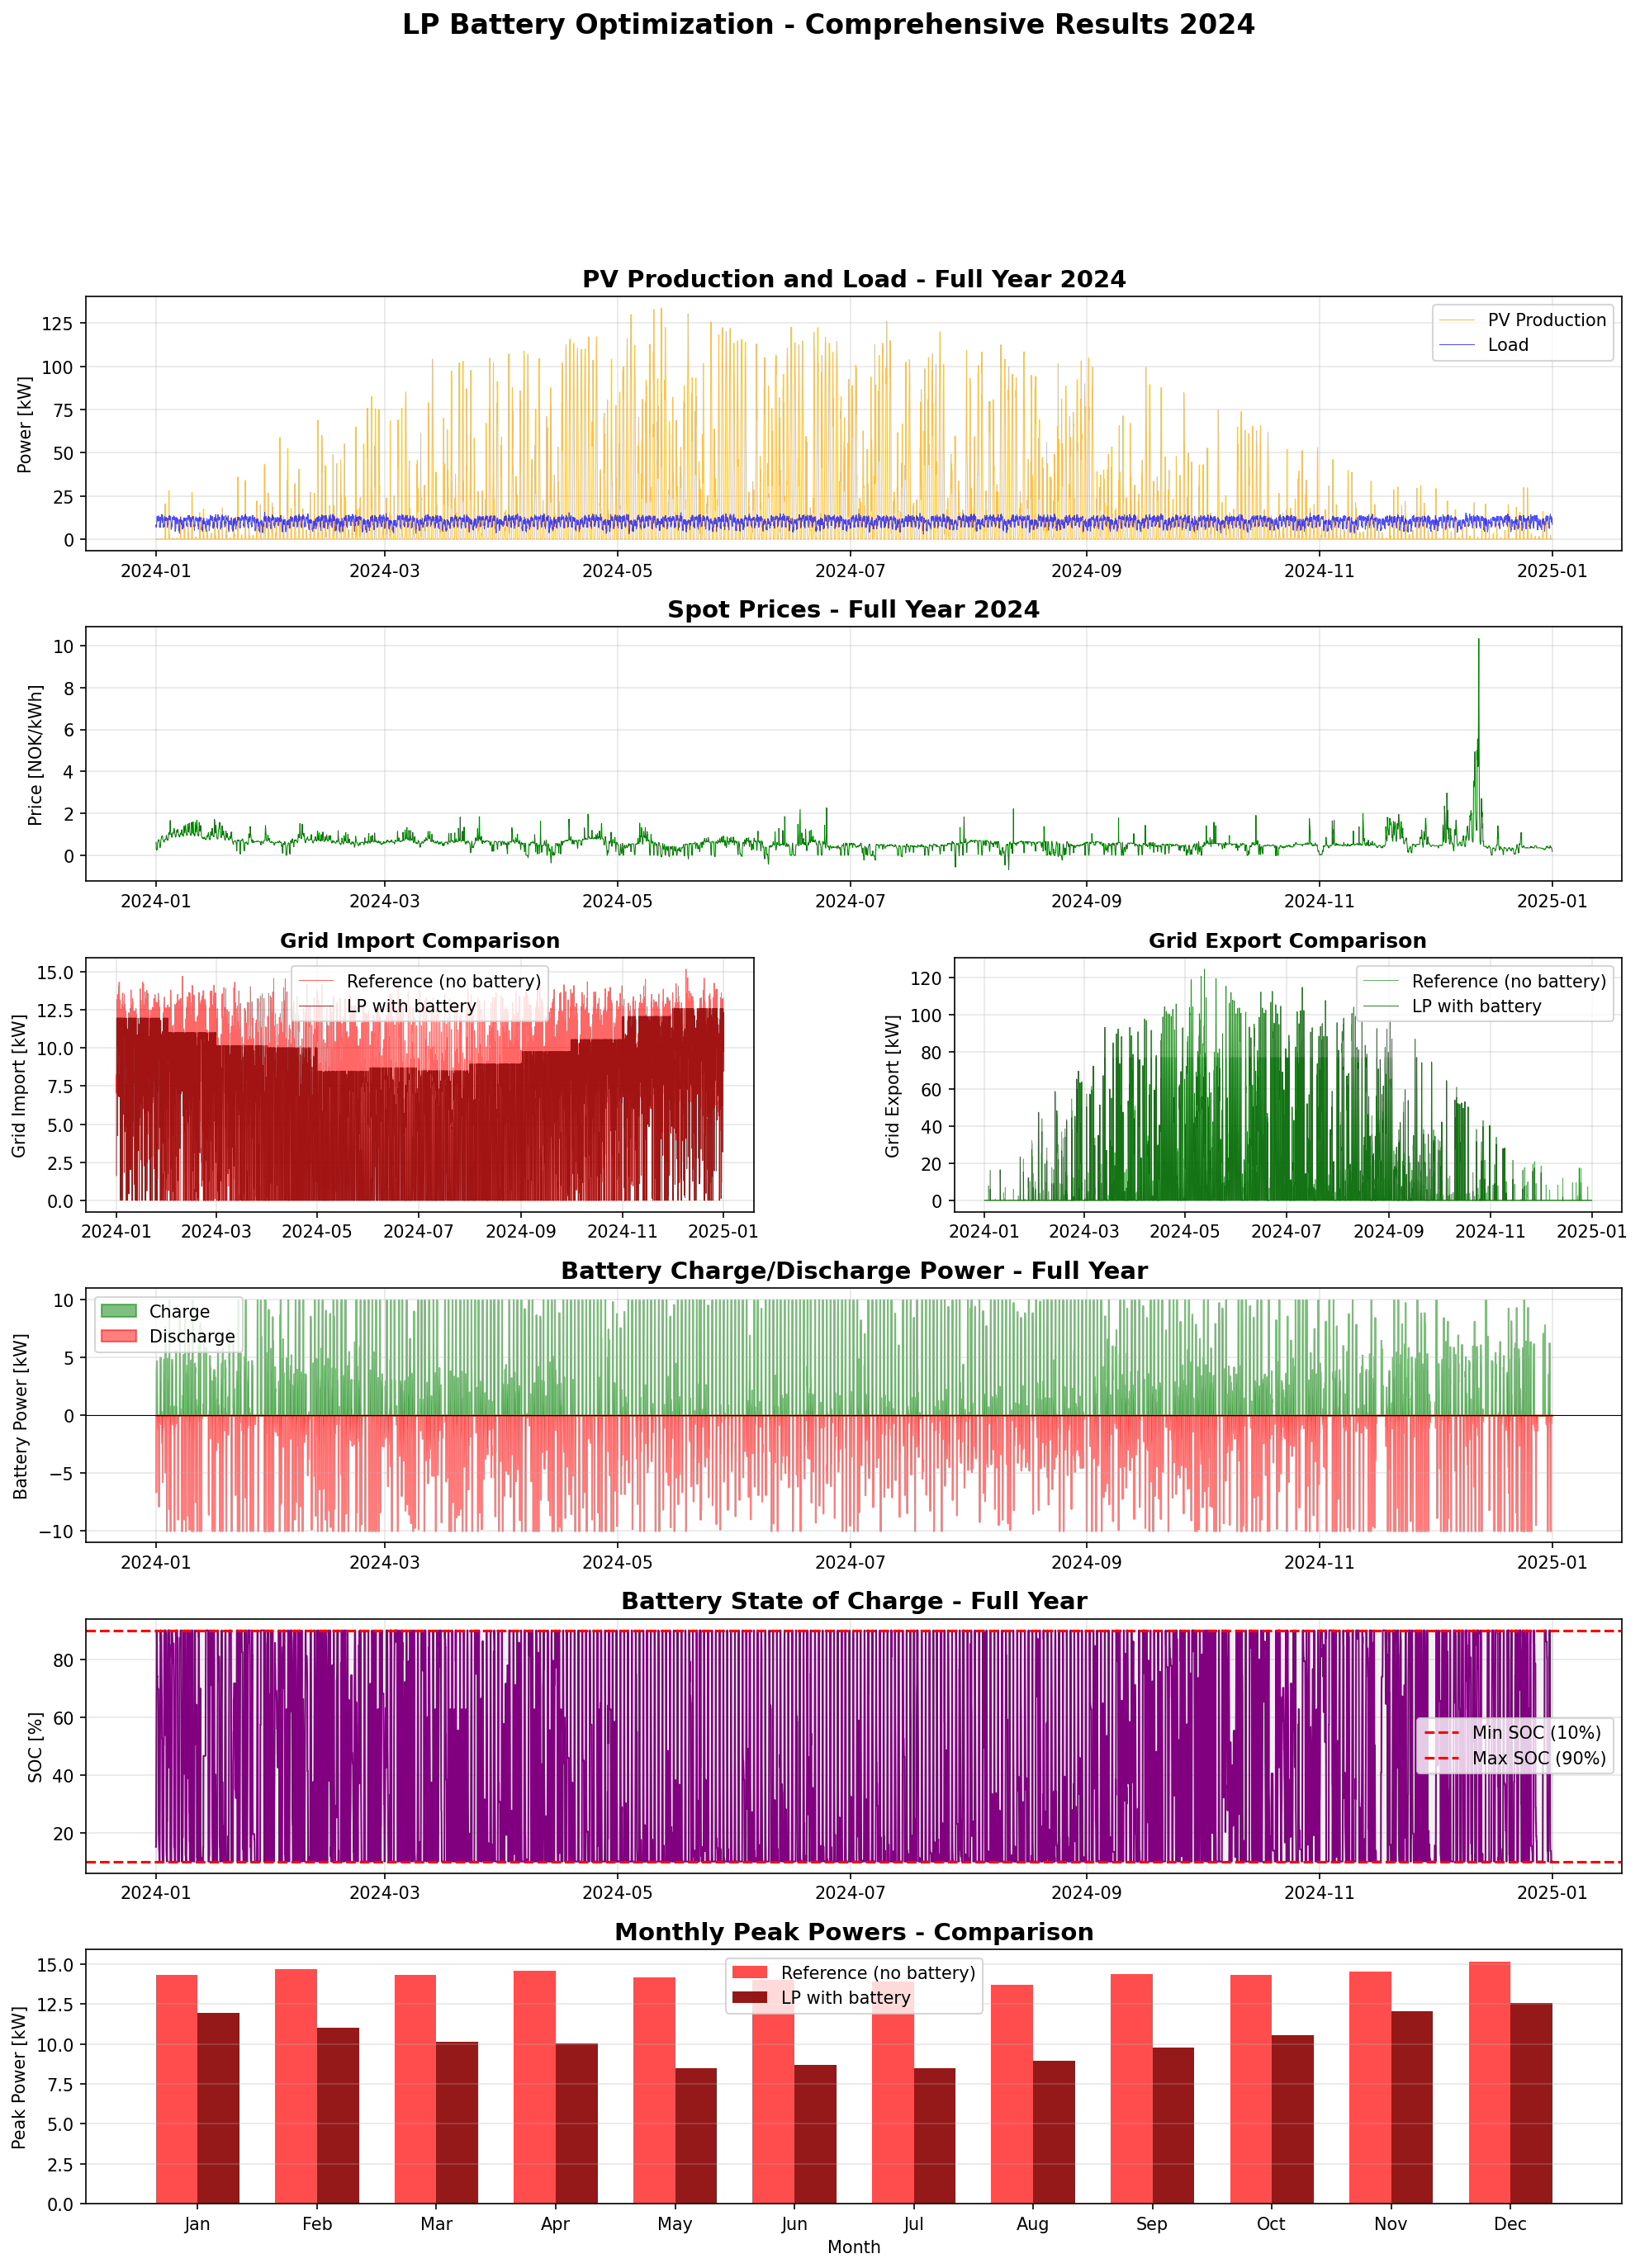 LP Battery Optimization - Comprehensive Results 2024
PV Production and Load - Full Year 2024
Power [kW]
125
100
75
50
25
0
PV Production
Load
2024-01 2024-03 2024-05 2024-07 2024-09 2024-11 2025-01
Spot Prices - Full Year 2024
Price [NOK/kWh]
10
8
6
4
2
0
2024-01 2024-03 2024-05 2024-07 2024-09 2024-11 2025-01
Grid Import Comparison
Grid Import [kW]
15.0
12.5
10.0
7.5
5.0
2.5
0.0
Reference (no battery)
LP with battery
2024-01 2024-03 2024-05 2024-07 2024-09 2024-11 2025-01
Grid Export Comparison
Grid Export [kW]
120
100
80
60
40
20
0
Reference (no battery)
LP with battery
2024-01 2024-03 2024-05 2024-07 2024-09 2024-11 2025-01
Battery Charge/Discharge Power - Full Year
Battery Power [kW]
10
5
0
−5
−10
Charge
Discharge
2024-01 2024-03 2024-05 2024-07 2024-09 2024-11 2025-01
Battery State of Charge - Full Year
SOC [%]
80
60
40
20
Min SOC (10%)
Max SOC (90%)
2024-01 2024-03 2024-05 2024-07 2024-09 2024-11 2025-01
Monthly Peak Powers - Comparison
Peak Power [kW]
15.0
12.5
10.0
7.5
5.0
2.5
0.0
Reference (no battery)
LP with battery
Jan Feb Mar Apr May Jun Jul Aug Sep Oct Nov Dec
Month